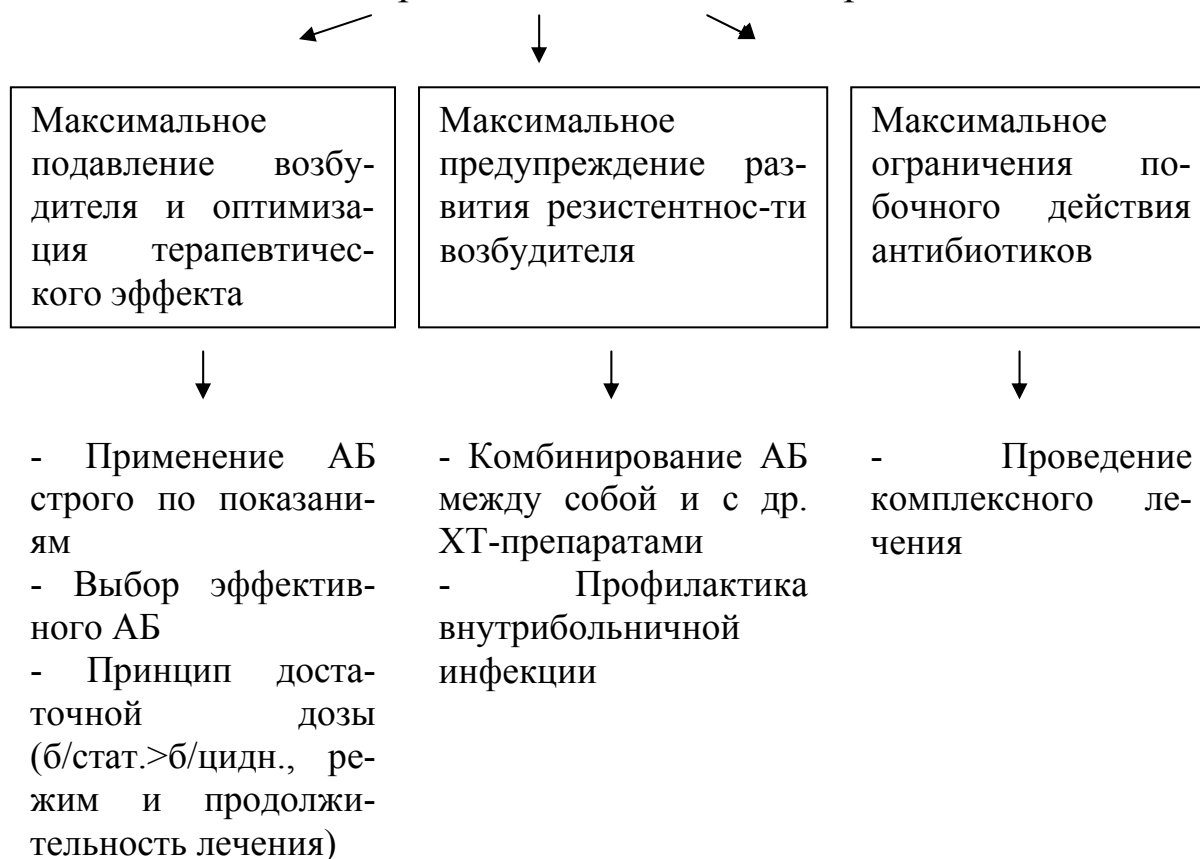 Максимальное
подавление возбу-
дителя и оптимиза-
ция терапевтичес-
кого эффекта
Максимальное
предупреждение раз-
вития резистентнос-ти
возбудителя
Максимальное
ограничения по-
бочного действия
антибиотиков
- Применение АБ
строго по показани-
ям
- Выбор эффектив-
ного АБ
- Принцип доста-
точной дозы
(б/стат.>б/цидн., ре-
жим и продолжи-
тельность лечения)
- Комбинирование АБ
между собой и с др.
ХТ-препаратами
- Профилактика
внутрибольничной
инфекции
- Проведение
комплексного ле-
чения